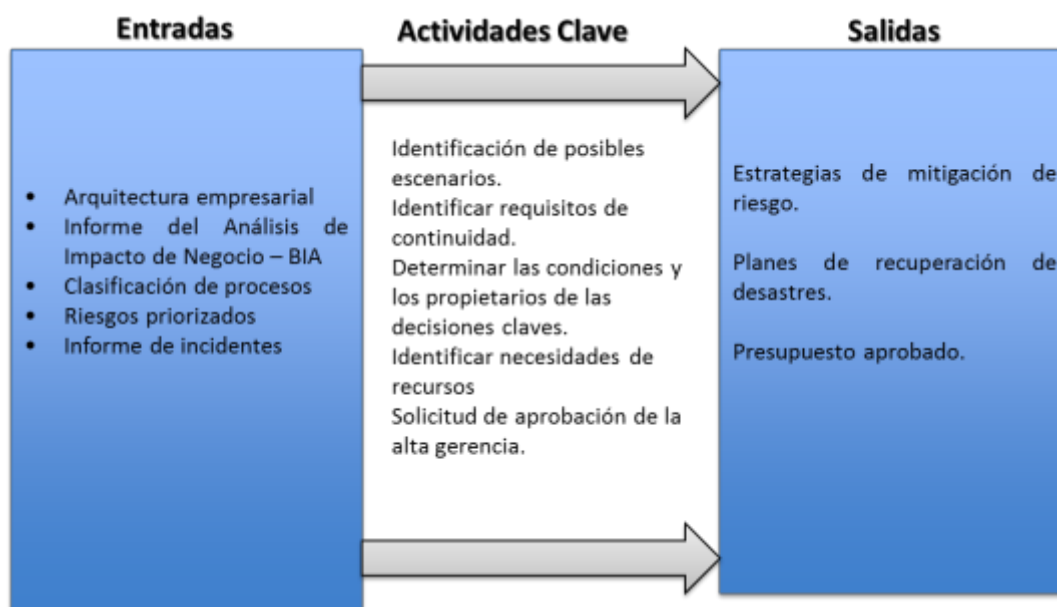 Entradas
Actividades Clave
Salidas
• Arquitectura empresarial
• Informe del Análisis de
Impacto de Negocio – BIA
• Clasificación de procesos
• Riesgos priorizados
• Informe de incidentes
Identificación de posibles
escenarios.
Identificar requisitos de
continuidad.
Determinar las condiciones y
los propietarios de las
decisiones claves.
Identificar necesidades de
recursos
Solicitud de aprobación de la
alta gerencia.
Estrategias de mitigación de
riesgo.
Planes de recuperación de
desastres.
Presupuesto aprobado.